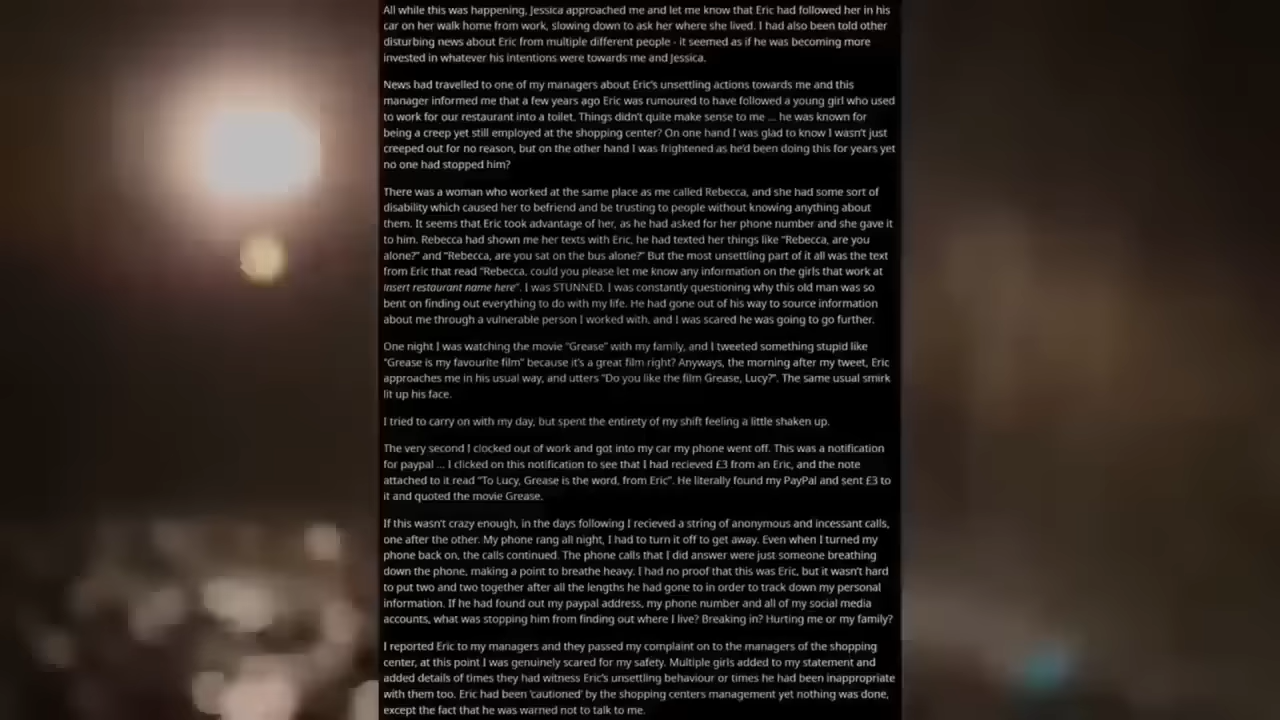 All while this was happening, Jessica approached me and let me know that Eric had followed her in his
car on her walk home from work, slowing down to ask her where she lived. I had also been told other
disturbing news about Eric from multiple different people - it seemed as if he was becoming more
invested in whatever his intentions were towards me and Jessica.
News had travelled to one of my managers about Eric's unsettling actions towards me and this
manager informed me that a few years ago Eric was rumoured to have followed a young girl who used
to work for our restaurant into a toilet. Things didn't quite make sense to me ... he was known for
being a creep yet still employed at the shopping center? On one hand I was glad to know I wasn't just
creeped out for no reason, but on the other hand I was frightened as he'd been doing this for years yet
no one had stopped him?
There was a woman who worked at the same place as me called Rebecca, and she had some sort of
disability which caused her to befriend and be trusting to people without knowing anything about
them. It seems that Eric took advantage of her, as he had asked for her phone number and she gave it
to him. Rebecca had shown me her texts with Eric, he had texted her things like "Rebecca, are you
alone?" and "Rebecca, are you sat on the bus alone?" But the most unsettling part of it all was the text
from Eric that read "Rebecca, could you please let me know any information on the girls that work at
insert restaurant name here". I was STUNNED. I was constantly questioning why this old man was so
bent on finding out everything to do with my life. He had gone out of his way to source information
about me through a vulnerable person I worked with, and I was scared he was going to go further.
One night I was watching the movie "Grease" with my family, and I tweeted something stupid like
"Grease is my favourite film" because it's a great film right? Anyways, the morning after my tweet, Eric
approaches me in his usual way, and utters "Do you like the film Grease, Lucy?". The same usual smirk
lit up his face.
I tried to carry on with my day, but spent the entirety of my shift feeling a little shaken up.
The very second I clocked out of work and got into my car my phone went off. This was a notification
for paypal ... I clicked on this notification to see that I had recieved £3 from an Eric, and the note
attached to it read "To Lucy, Grease is the word, from Eric". He literally found my PayPal and sent £3 to
it and quoted the movie Grease.
If this wasn't crazy enough, in the days following I recieved a string of anonymous and incessant calls,
one after the other. My phone rang all night, I had to turn it off to get away. Even when I turned my
phone back on, the calls continued. The phone calls that I did answer were just someone breathing
down the phone, making a point to breathe heavy. I had no proof that this was Eric, but it wasn't hard
to put two and two together after all the lengths he had gone to in order to track down my personal
information. If he had found out my paypal address, my phone number and all of my social media
accounts, what was stopping him from finding out where I live? Breaking in? Hurting me or my family?
I reported Eric to my managers and they passed my complaint on to the managers of the shopping
center, at this point I was genuinely scared for my safety. Multiple girls added to my statement and
added details of times they had witness Eric's unsettling behaviour or times he had been inappropriate
with them too. Eric had been 'cautioned' by the shopping centers management yet nothing was done,
except the fact that he was warned not to talk to me.